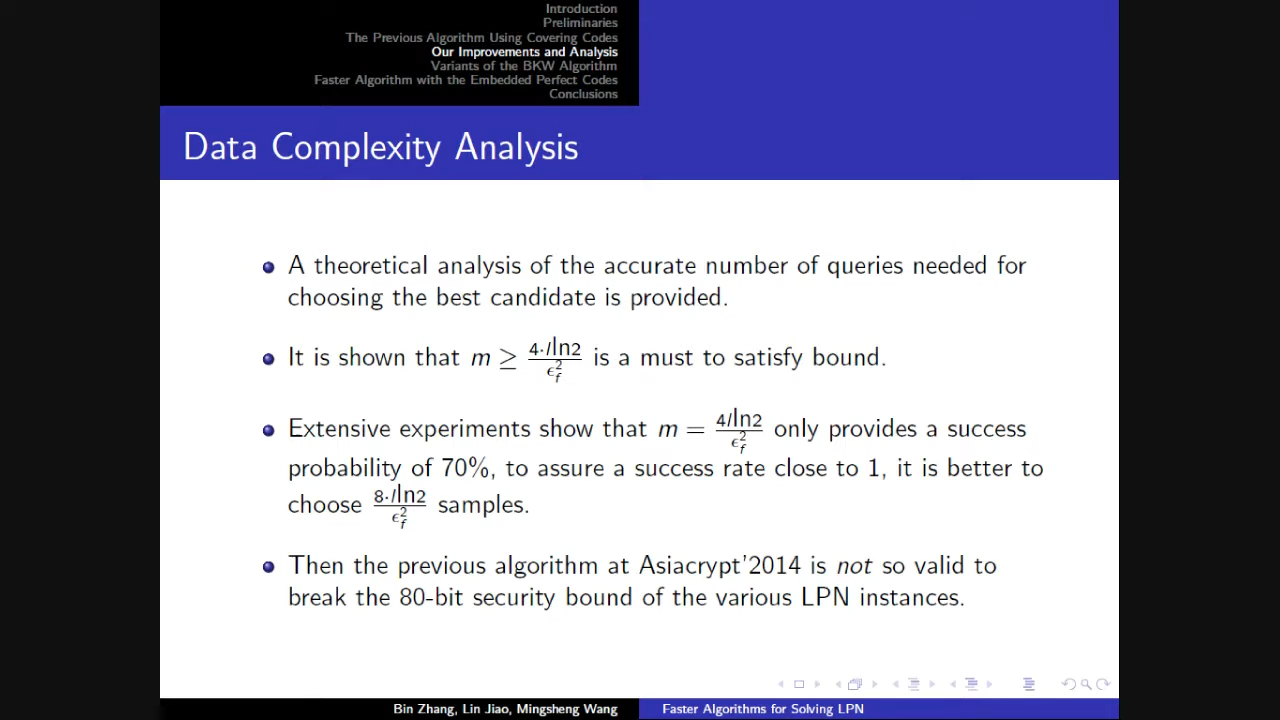 Introduction
Preliminaries
The Previous Algorithm Using Covering Codes
Our Improvements and Analysis
Variants of the BKW Algorithm
Faster Algorithm with the Embedded Perfect Codes
Conclusions
Data Complexity Analysis
A theoretical analysis of the accurate number of queries needed for
choosing the best candidate is provided.
It is shown that m ≥ \frac{4·l ln2}{ϵ_f^2} is a must to satisfy bound.
Extensive experiments show that m = \frac{4l ln2}{ϵ_f^2} only provides a success
probability of 70%, to assure a success rate close to 1, it is better to
choose \frac{8·l ln2}{ϵ_f^2} samples.
Then the previous algorithm at Asiacrypt'2014 is not so valid to
break the 80-bit security bound of the various LPN instances.
Bin Zhang, Lin Jiao, Mingsheng Wang
Faster Algorithms for Solving LPN